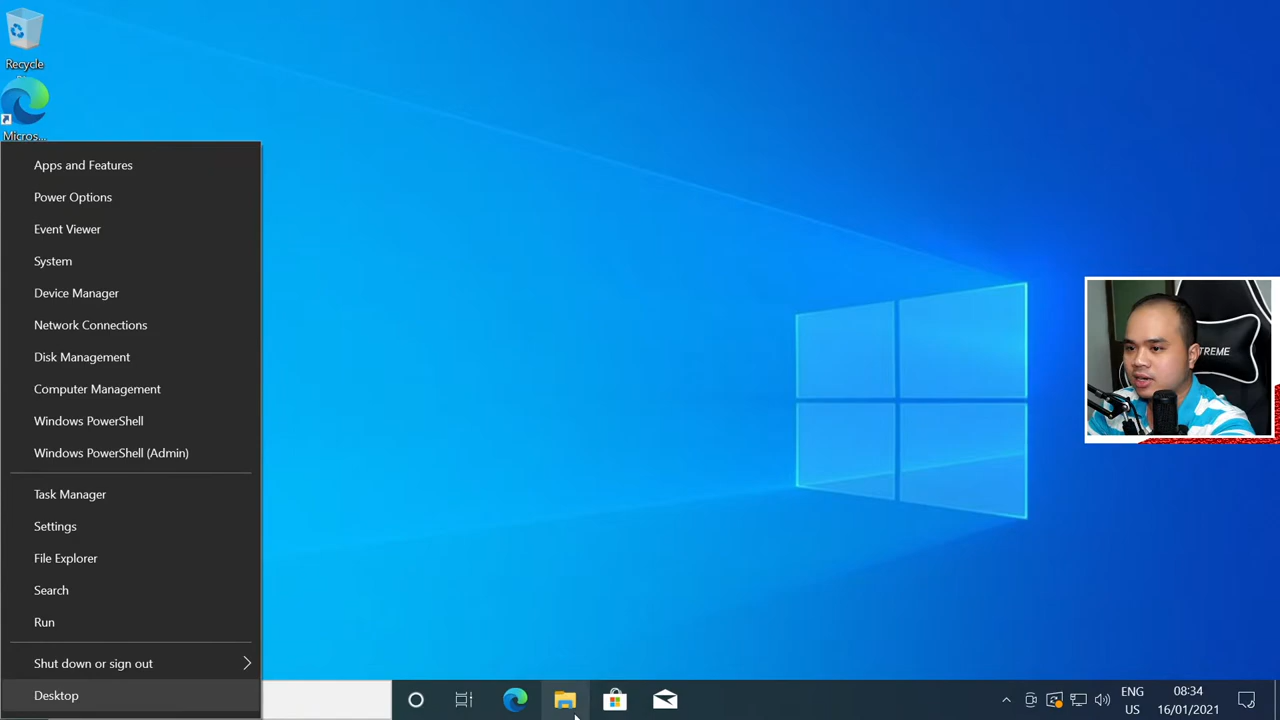 Recycle
Micros...
Apps and Features
Power Options
Event Viewer
System
Device Manager
Network Connections
Disk Management
Computer Management
Windows PowerShell
Windows PowerShell (Admin)
Task Manager
Settings
File Explorer
Search
Run
Shut down or sign out
Desktop
XTREME
ENG
US
08:34
16/01/2021